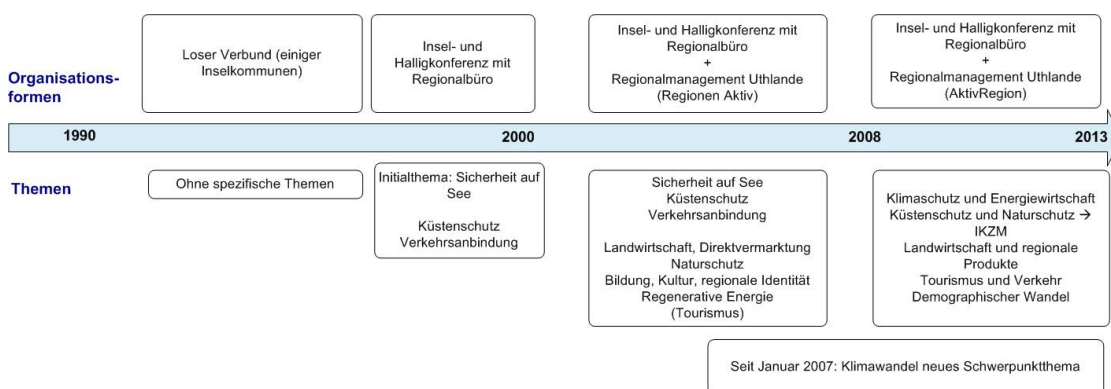 Organisations-
formen
Loser Verbund (einiger
Inselkommunen)
Insel- und
Halligkonferenz mit
Regionalbüro
Insel- und Halligkonferenz mit
Regionalbüro
+
Regionalmanagement Uthlande
(Regionen Aktiv)
Insel- und Halligkonferenz mit
Regionalbüro
+
Regionalmanagement Uthlande
(AktivRegion)
1990
2000
2008
2013
Themen
Ohne spezifische Themen
Initialthema: Sicherheit auf
See
Küstenschutz
Verkehrsanbindung
Sicherheit auf See
Küstenschutz
Verkehrsanbindung
Landwirtschaft, Direktvermarktung
Naturschutz
Bildung, Kultur, regionale Identität
Regenerative Energie
(Tourismus)
Klimaschutz und Energiewirtschaft
Küstenschutz und Naturschutz →
IKZM
Landwirtschaft und regionale
Produkte
Tourismus und Verkehr
Demographischer Wandel
Seit Januar 2007: Klimawandel neues Schwerpunktthema